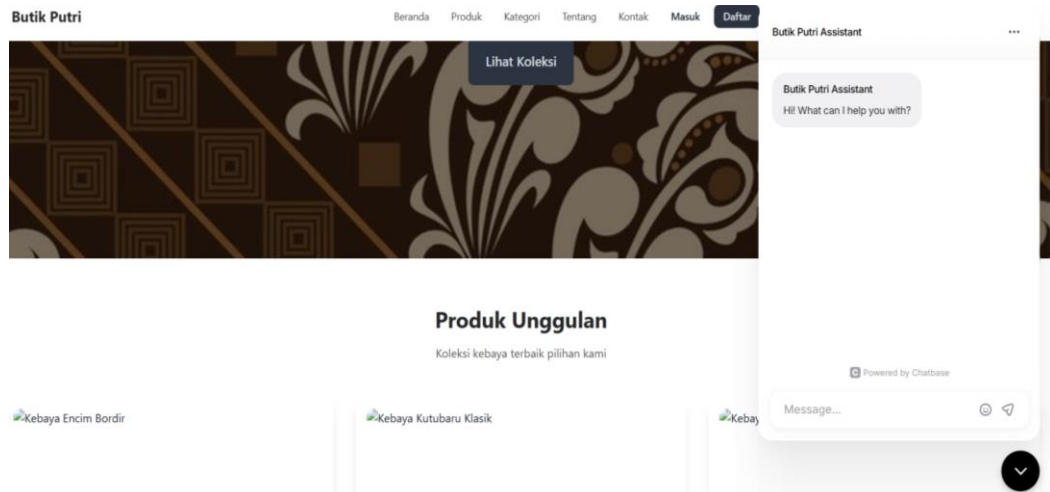 Butik Putri
Beranda Produk Kategori Tentang Kontak Masuk Daftar
Lihat Koleksi
Produk Unggulan
Koleksi kebaya terbaik pilihan kami
Kebaya Encim Bordir
Kebaya Kutubaru Klasik
Kebay
Butik Putri Assistant
Butik Putri Assistant
Hi! What can I help you with?
Powered by Chatbase
Message...